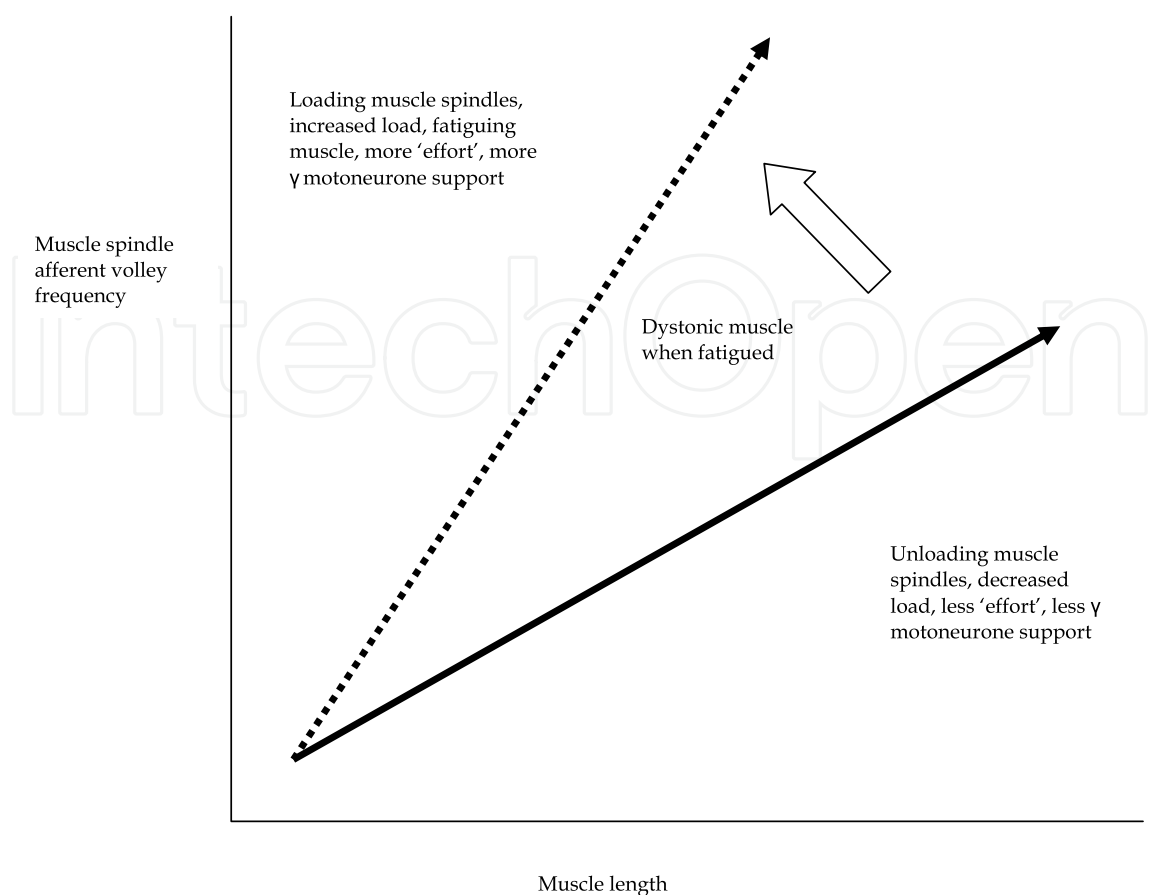 Loading muscle spindles,
increased load, fatiguing
muscle, more ‘effort’, more
γ motoneurone support
Muscle spindle
afferent volley
frequency
IntechOpen
Dystonic muscle
when fatigued
Unloading muscle
spindles, decreased
load, less ‘effort’, less γ
motoneurone support
Muscle length